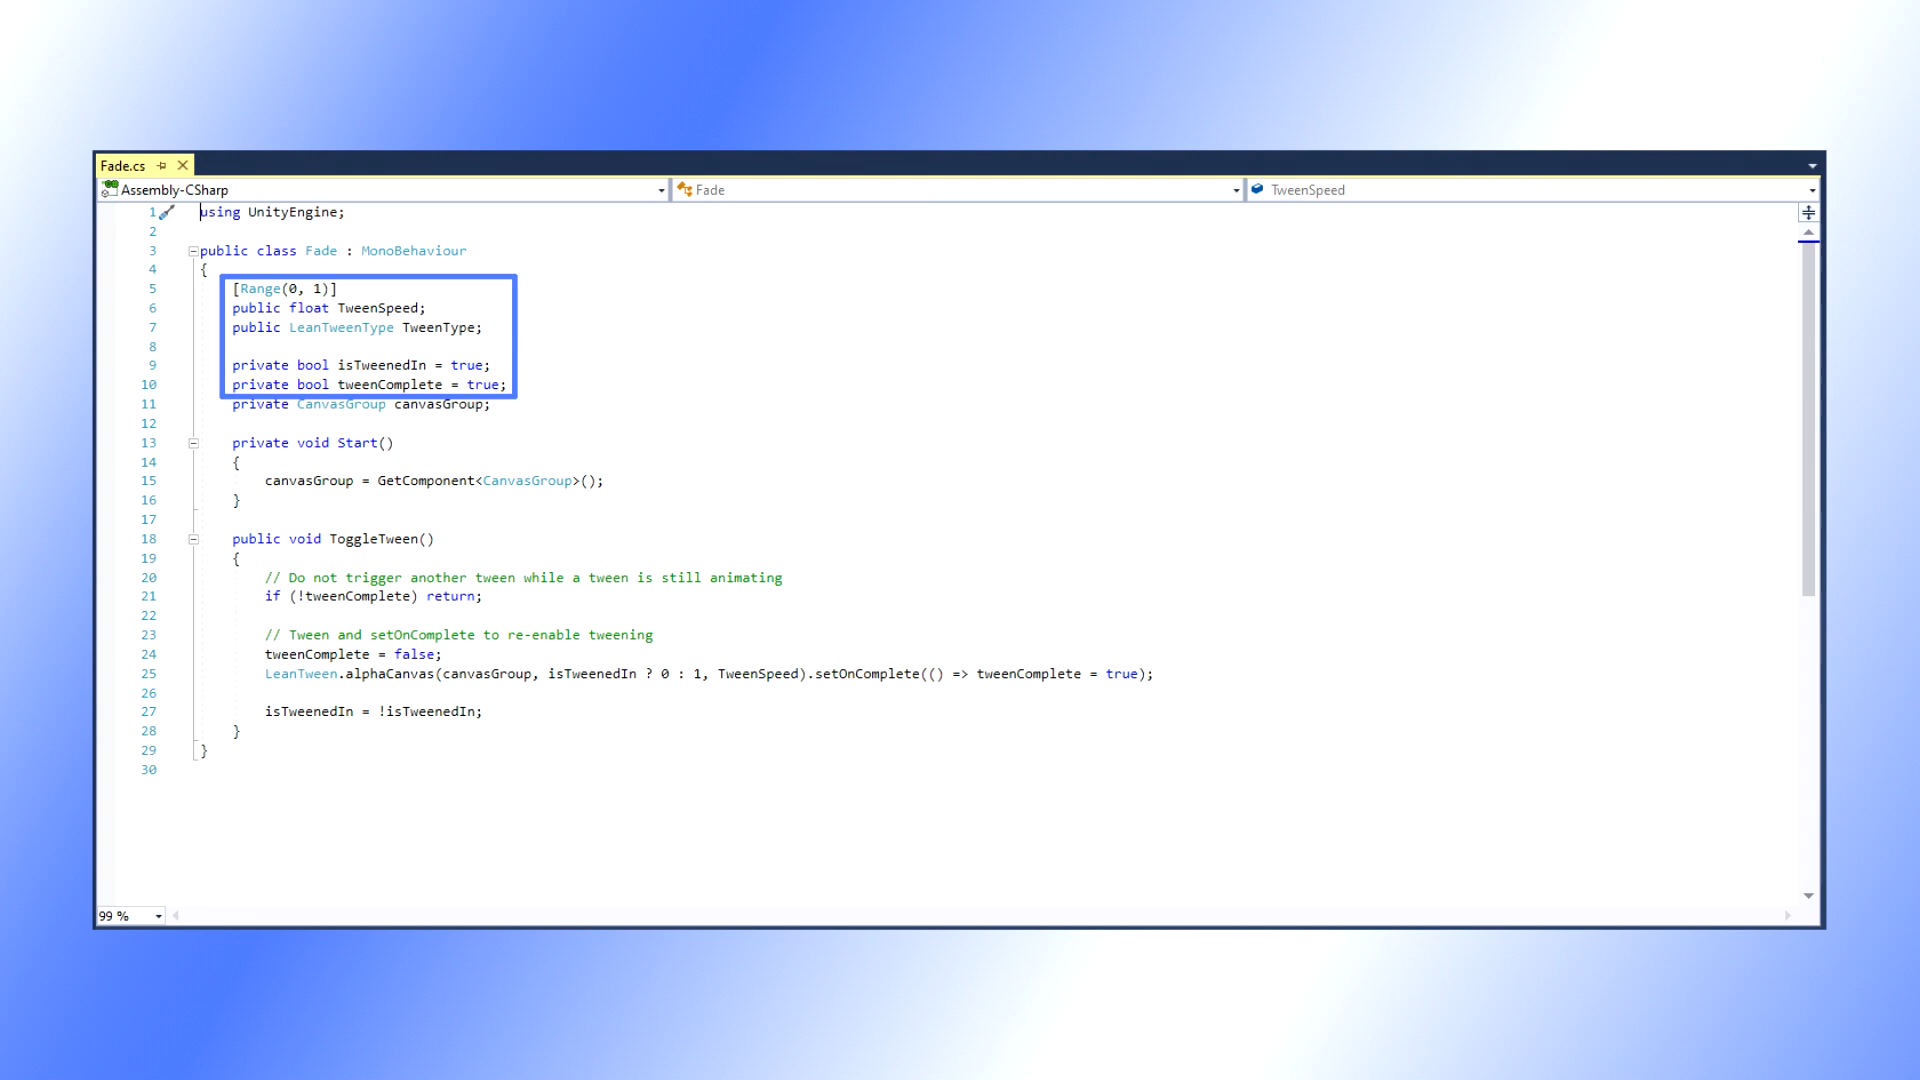 Fade.cs
Assembly-CSharp
Fade
TweenSpeed
1 using UnityEngine;
2
3 public class Fade : MonoBehaviour
4 {
5 [Range(0, 1)]
6 public float TweenSpeed;
7 public LeanTweenType TweenType;
8
9 private bool isTweenedIn = true;
10 private bool tweenComplete = true;
11 private CanvasGroup canvasGroup;
12
13 private void Start()
14 {
15 canvasGroup = GetComponent<CanvasGroup>();
16 }
17
18 public void ToggleTween()
19 {
20 // Do not trigger another tween while a tween is still animating
21 if (!tweenComplete) return;
22
23 // Tween and setOnComplete to re-enable tweening
24 tweenComplete = false;
25 LeanTween.alphaCanvas(canvasGroup, isTweenedIn ? 0 : 1, TweenSpeed).setOnComplete(() => tweenComplete = true);
26
27 isTweenedIn = !isTweenedIn;
28 }
29 }
30
99 %